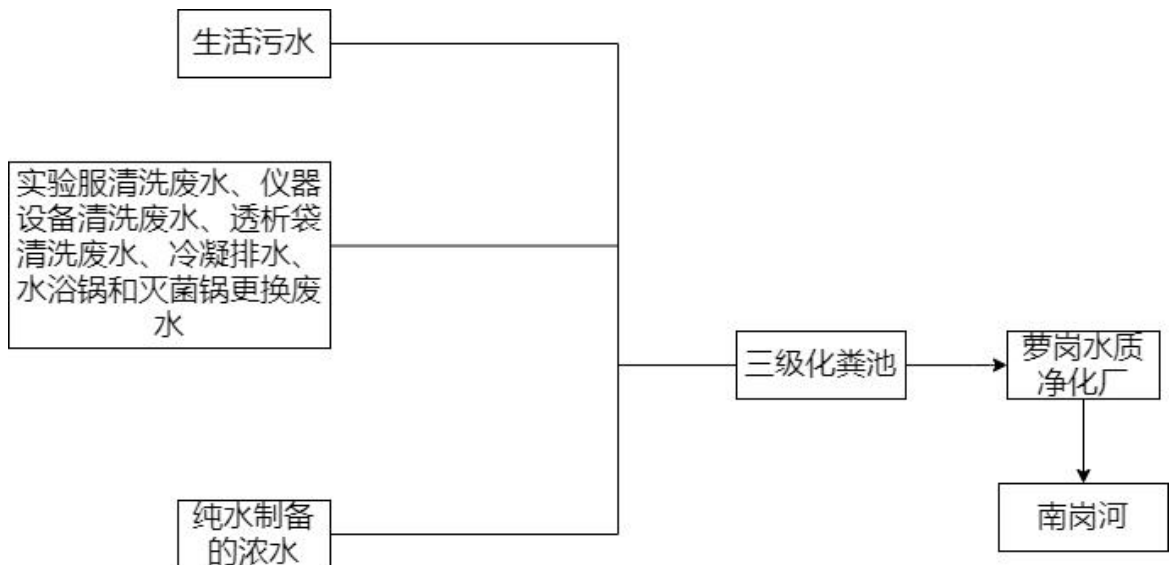 生活污水
实验服清洗废水、仪器
设备清洗废水、透析袋
清洗废水、冷凝排水、
水浴锅和灭菌锅更换废
水
三级化粪池
萝岗水质
净化厂
南岗河
纯水制备
的浓水